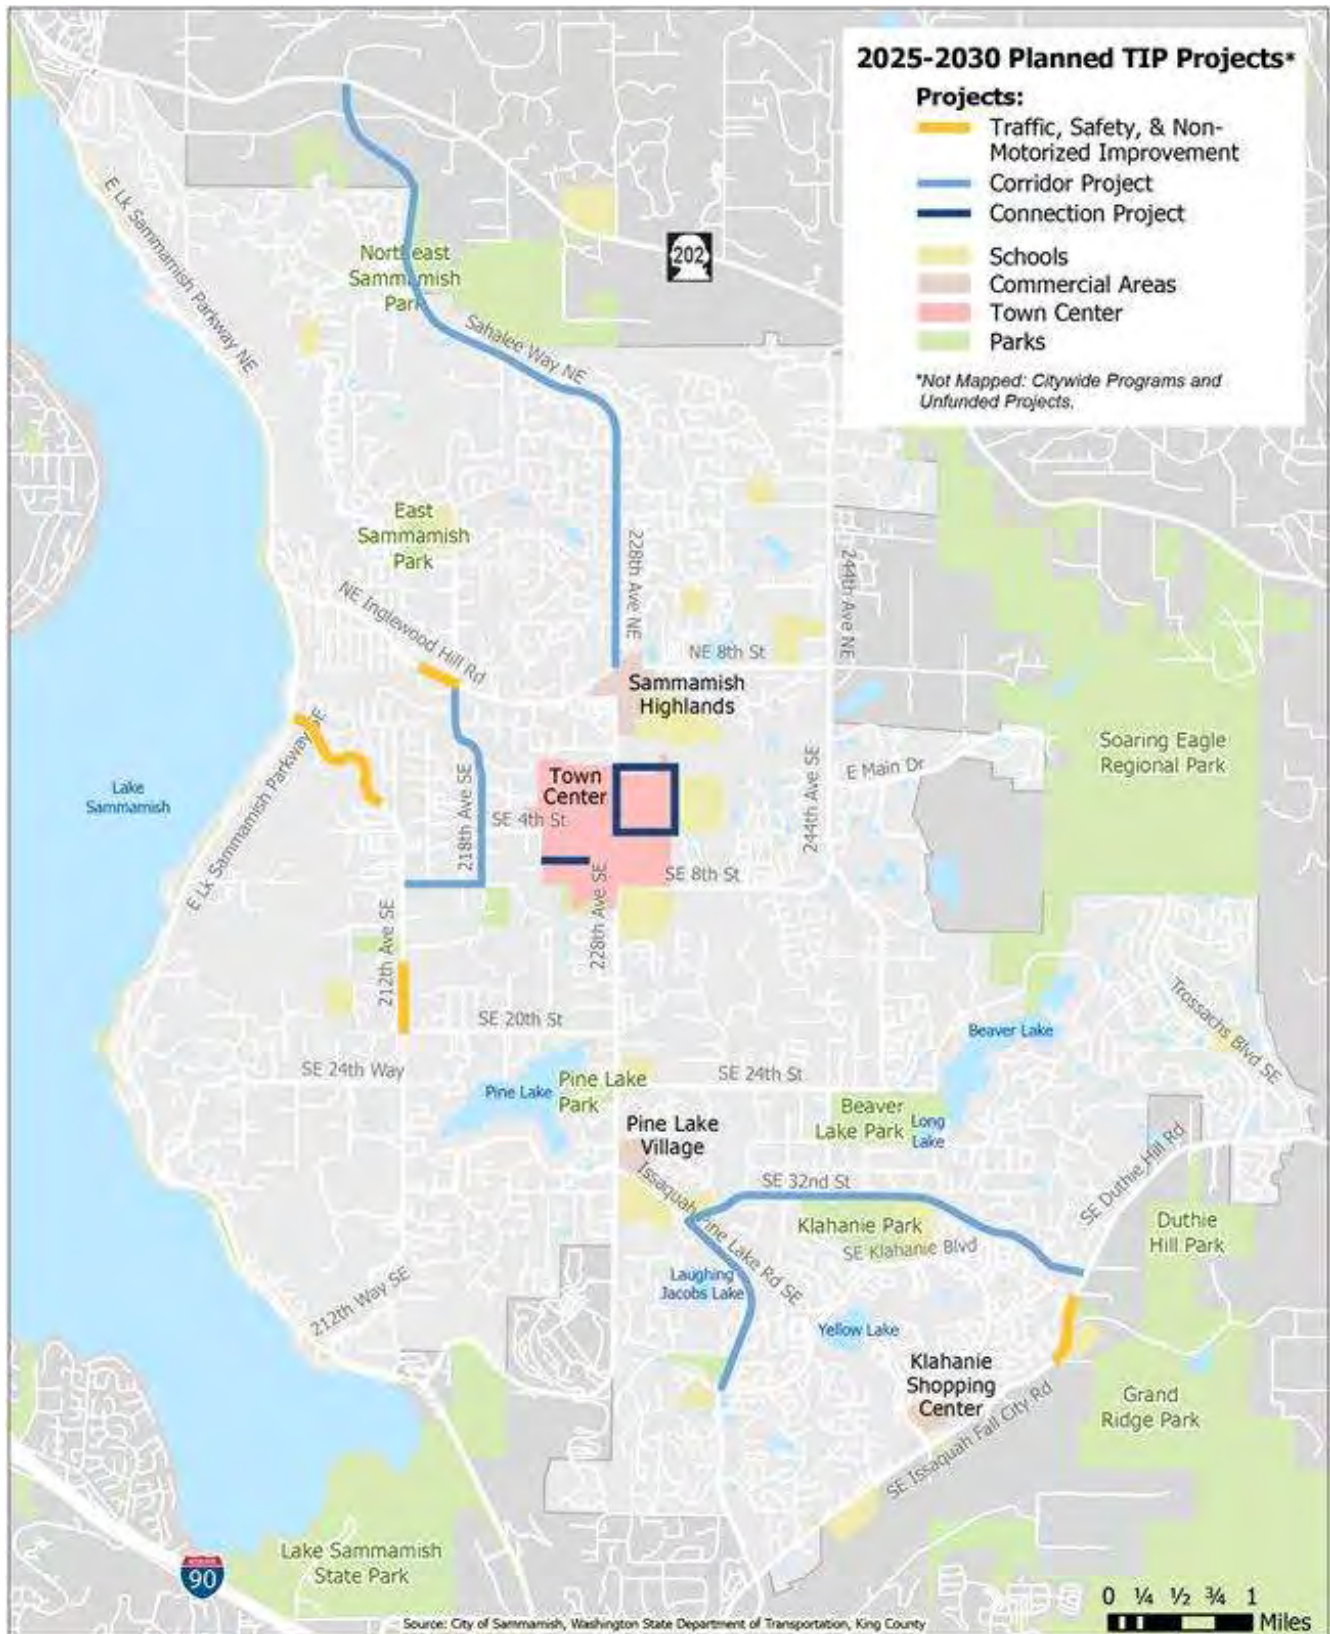 2025-2030 Planned TIP Projects*
Projects:
Traffic, Safety, & Non-
Motorized Improvement
Corridor Project
Connection Project
Schools
Commercial Areas
Town Center
Parks
*Not Mapped: Citywide Programs and
Unfunded Projects.
E Lk Sammamish Parkway NE
Northeast
Sammamish
Park
202
Sahalee Way NE
East
Sammamish
Park
228th Ave NE
244th Ave NE
NE Inglewood Hill Rd
NE 8th St
Sammamish
Highlands
Soaring Eagle
Regional Park
E Lk Sammamish Parkway SE
Lake
Sammamish
218th Ave SE
Town
Center
SE 4th St
244th Ave SE
E Main Dr
SE 8th St
228th Ave SE
212th Ave SE
SE 20th St
Beaver Lake
Trossachs Blvd SE
SE 24th Way
Pine Lake
Pine Lake
Park
SE 24th St
Beaver
Lake Park
Long
Lake
Pine Lake
Village
Issaquah Pine Lake Rd SE
SE 32nd St
SE Duthie Hill Rd
Klahanie Park
SE Klahanie Blvd
Duthie
Hill Park
Laughing
Jacobs Lake
212th Way SE
Yellow Lake
Klahanie
Shopping
Center
SE Issaquah Fall City Rd
Grand
Ridge Park
Lake Sammamish
State Park
90
0 ¼ ½ ¾ 1
Miles
Source: City of Sammamish, Washington State Department of Transportation, King County